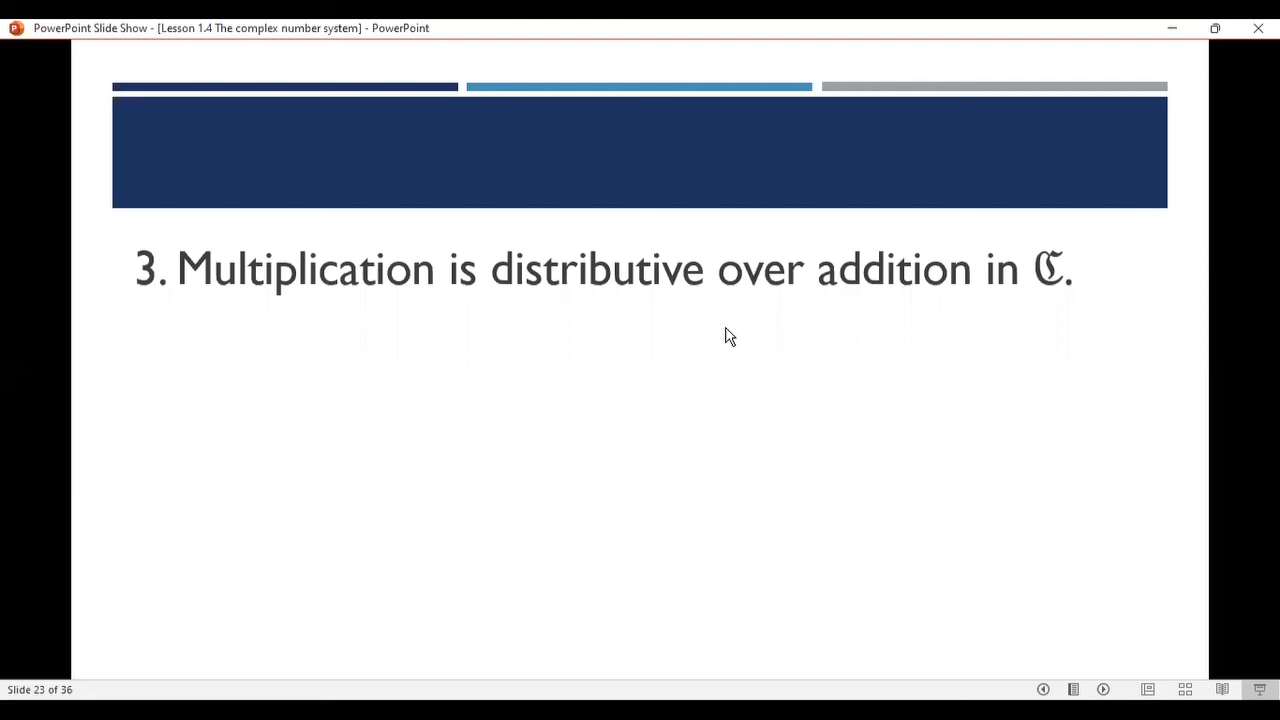 PowerPoint Slide Show - [Lesson 1.4 The complex number system] - PowerPoint
3. Multiplication is distributive over addition in ℭ.
Slide 23 of 36